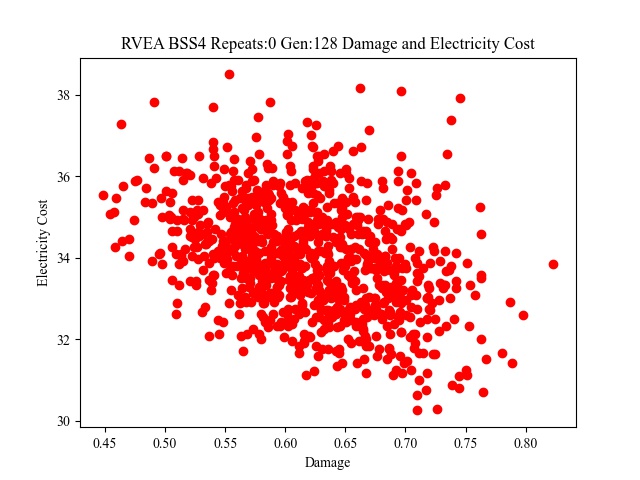 RVEA BSS4 Repeats:0 Gen:128 Damage and Electricity Cost
38
36
34
32
30
Electricity Cost
0.45 0.50 0.55 0.60 0.65 0.70 0.75 0.80
Damage